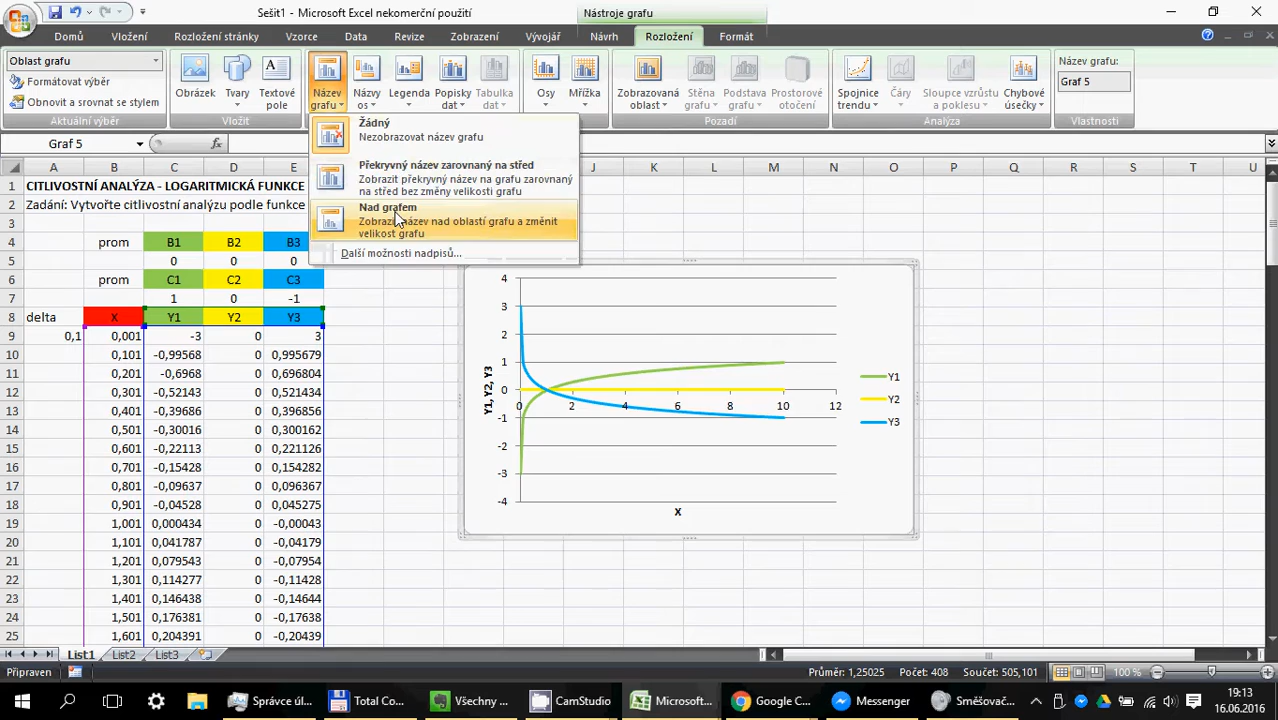 Sešit1 - Microsoft Excel nekomerční použití
Nástroje grafu
Domů Vložení Rozložení stránky Vzorce Data Revize Zobrazení Vývojář Návrh Rozložení Formát
Oblast grafu
Formátovat výběr
Obnovit a srovnat se stylem
Aktuální výběr
Obrázek
Tvary
Textové pole
Vložit
Název grafu
Názvy os
Legenda
Popisky dat
Tabulka dat
Osy
Mřížka
Zobrazovaná oblast
Stěna grafu
Podstava grafu
Prostorové otočení
Pozadí
Spojnice trendu
Čáry
Sloupce vzrůstu a poklesu
Chybové úsečky
Analýza
Název grafu:
Graf 5
Vlastnosti
Žádný
Nezobrazovat název grafu
Překryvný název zarovnaný na střed
Zobrazit překryvný název na grafu zarovnaný
na střed bez změny velikosti grafu
Nad grafem
Zobrazit název nad oblastí grafu a změnit
velikost grafu
Další možnosti nadpisů...
Graf 5 fx
A B C D E J K L M N O P Q R S T U
1 CITLIVOSTNÍ ANALÝZA - LOGARITMICKÁ FUNKCE
2 Zadání: Vytvořte citlivostní analýzu podle funkce
3
4 prom B1 B2 B3
5 0 0 0
6 prom C1 C2 C3
7 1 0 -1
8 delta X Y1 Y2 Y3
9 0,1 0,001 -3 0 3
10 0,101 -0,99568 0 0,995679
11 0,201 -0,6968 0 0,696804
12 0,301 -0,52143 0 0,521434
13 0,401 -0,39686 0 0,396856
14 0,501 -0,30016 0 0,300162
15 0,601 -0,22113 0 0,221126
16 0,701 -0,15428 0 0,154282
17 0,801 -0,09637 0 0,096367
18 0,901 -0,04528 0 0,045275
19 1,001 0,000434 0 -0,00043
20 1,101 0,041787 0 -0,04179
21 1,201 0,079543 0 -0,07954
22 1,301 0,114277 0 -0,11428
23 1,401 0,146438 0 -0,14644
24 1,501 0,176381 0 -0,17638
25 1,601 0,204391 0 -0,20439
4
3
2
1
0
-1
-2
-3
-4
0 2 4 6 8 10 12
Y1, Y2, Y3
X
Y1
Y2
Y3
List1 List2 List3
Připraven
Průměr: 1,25025 Počet: 408 Součet: 505,101
100 %
Správce úl...
Total Co...
Všechny ...
CamStudio
Microsoft...
Google C...
Messenger
Směšovač...
19:13
16.06.2016